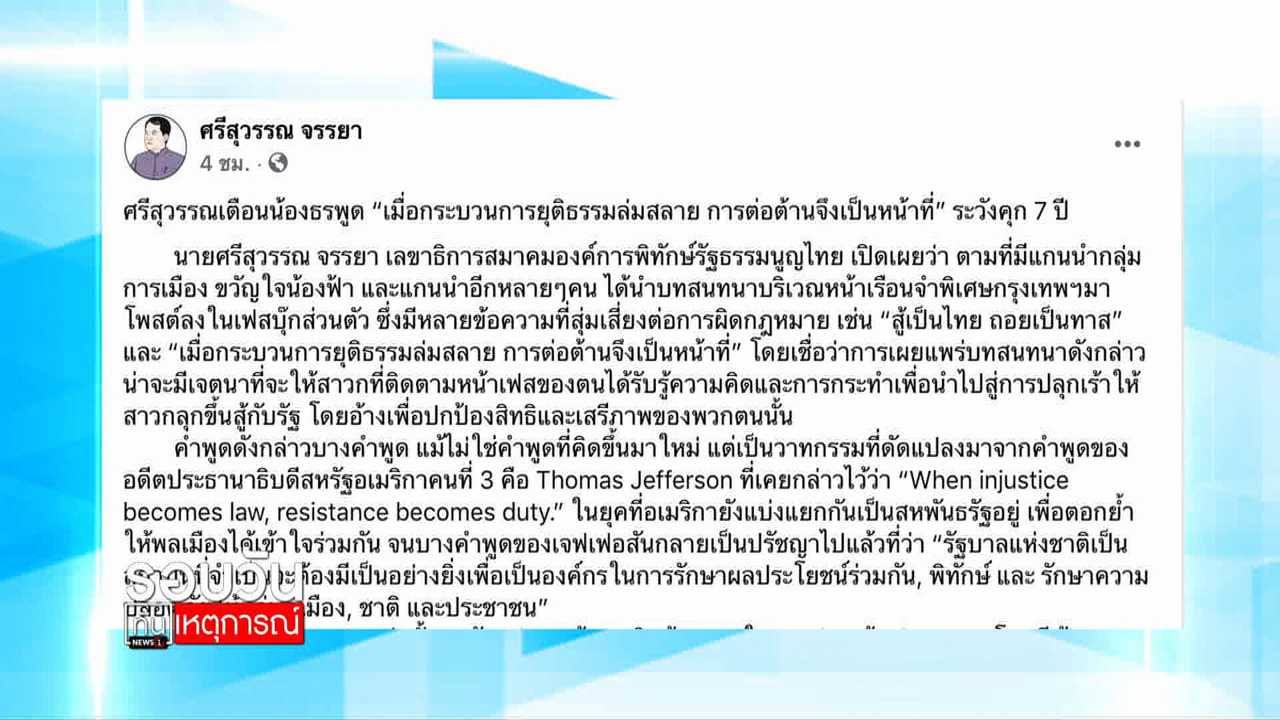 ศรีสุวรรณ จรรยา
4 ชม. ·
ศรีสุวรรณเตือนน้องธรพูด “เมื่อกระบวนการยุติธรรมล่มสลาย การต่อต้านจึงเป็นหน้าที่” ระวังคุก 7 ปี
นายศรีสุวรรณ จรรยา เลขาธิการสมาคมองค์การพิทักษ์รัฐธรรมนูญไทย เปิดเผยว่า ตามที่มีแกนนำกลุ่ม
การเมือง ขวัญใจน้องฟ้า และแกนนำอีกหลายๆคน ได้นำบทสนทนาบริเวณหน้าเรือนจำพิเศษกรุงเทพฯมา
โพสต์ลงในเฟสบุ๊กส่วนตัว ซึ่งมีหลายข้อความที่สุ่มเสี่ยงต่อการผิดกฎหมาย เช่น “สู้เป็นไทย ถอยเป็นทาส”
และ “เมื่อกระบวนการยุติธรรมล่มสลาย การต่อต้านจึงเป็นหน้าที่” โดยเชื่อว่าการเผยแพร่บทสนทนาดังกล่าว
น่าจะมีเจตนาที่จะให้สาวกที่ติดตามหน้าเฟสของตนได้รับรู้ความคิดและการกระทำเพื่อนำไปสู่การปลุกเร้าให้
สาวกลุกขึ้นสู้กับรัฐ โดยอ้างเพื่อปกป้องสิทธิและเสรีภาพของพวกตนนั้น
คำพูดดังกล่าวบางคำพูด แม้ไม่ใช่คำพูดที่คิดขึ้นมาใหม่ แต่เป็นวาทกรรมที่ดัดแปลงมาจากคำพูดของ
อดีตประธานาธิบดีสหรัฐอเมริกาคนที่ 3 คือ Thomas Jefferson ที่เคยกล่าวไว้ว่า “When injustice
becomes law, resistance becomes duty.” ในยุคที่อเมริกายังแบ่งแยกกันเป็นสหพันธรัฐอยู่ เพื่อตอกย้ำ
ให้พลเมืองได้เข้าใจร่วมกัน จนบางคำพูดของเจฟเฟอสันกลายเป็นปรัชญาไปแล้วที่ว่า “รัฐบาลแห่งชาติเป็น
ต้องมีเป็นอย่างยิ่งเพื่อเป็นองค์กรในการรักษาผลประโยชน์ร่วมกัน, พิทักษ์ และ รักษาความ
เมือง, ชาติ และประชาชน”
รอบวัน
ทันเหตุการณ์
NEWS 1